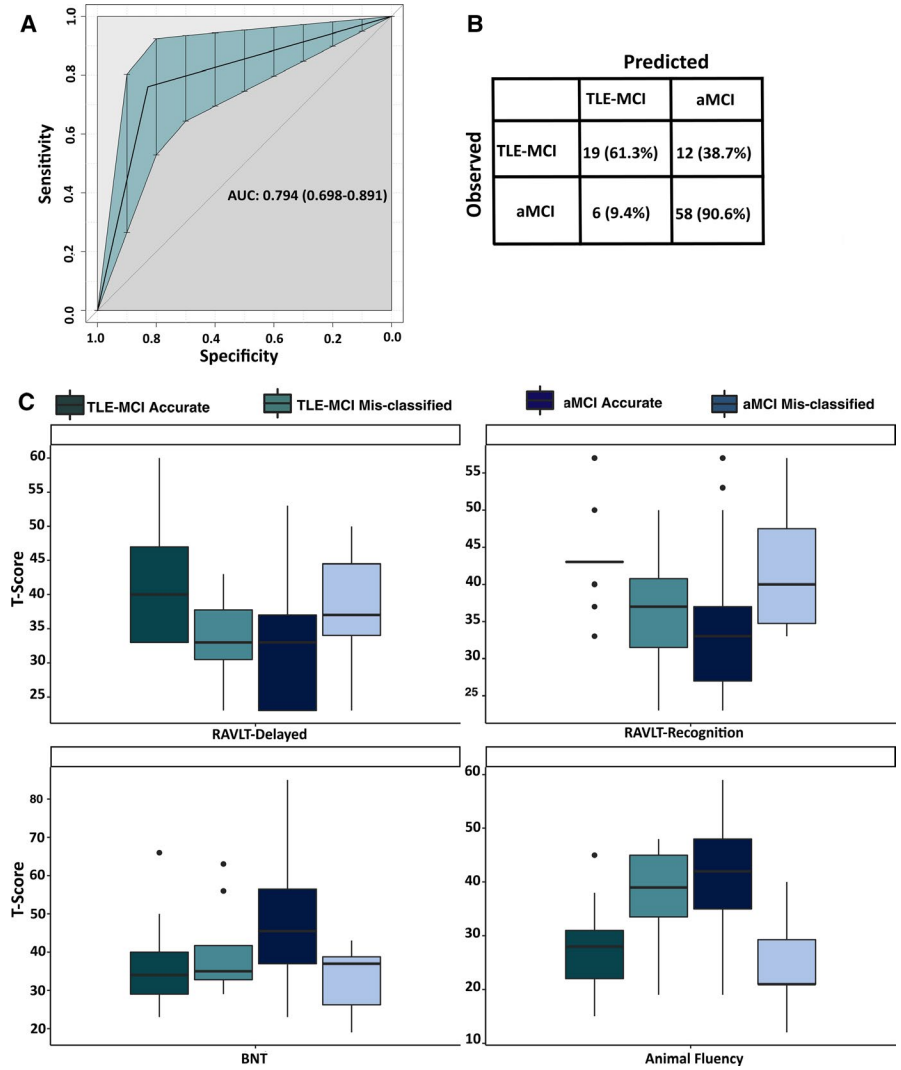 A
1.0
0.8
0.6
0.4
0.2
0.0
Sensitivity
AUC: 0.794 (0.698-0.891)
1.0 0.8 0.4 0.6 0.2 0.0
Specificity
B
Predicted
TLE-MCI aMCI
Observed
TLE-MCI 19 (61.3%) 12 (38.7%)
aMCI 6 (9.4%) 58 (90.6%)
C
TLE-MCI Accurate TLE-MCI Mis-classified aMCI Accurate aMCI Mis-classified
T-Score
60
55
50
45
40
35
30
25
RAVLT-Delayed
55
50
45
40
35
30
25
RAVLT-Recognition
T-Score
80
70
60
50
40
30
20
BNT
60
50
40
30
20
10
Animal Fluency